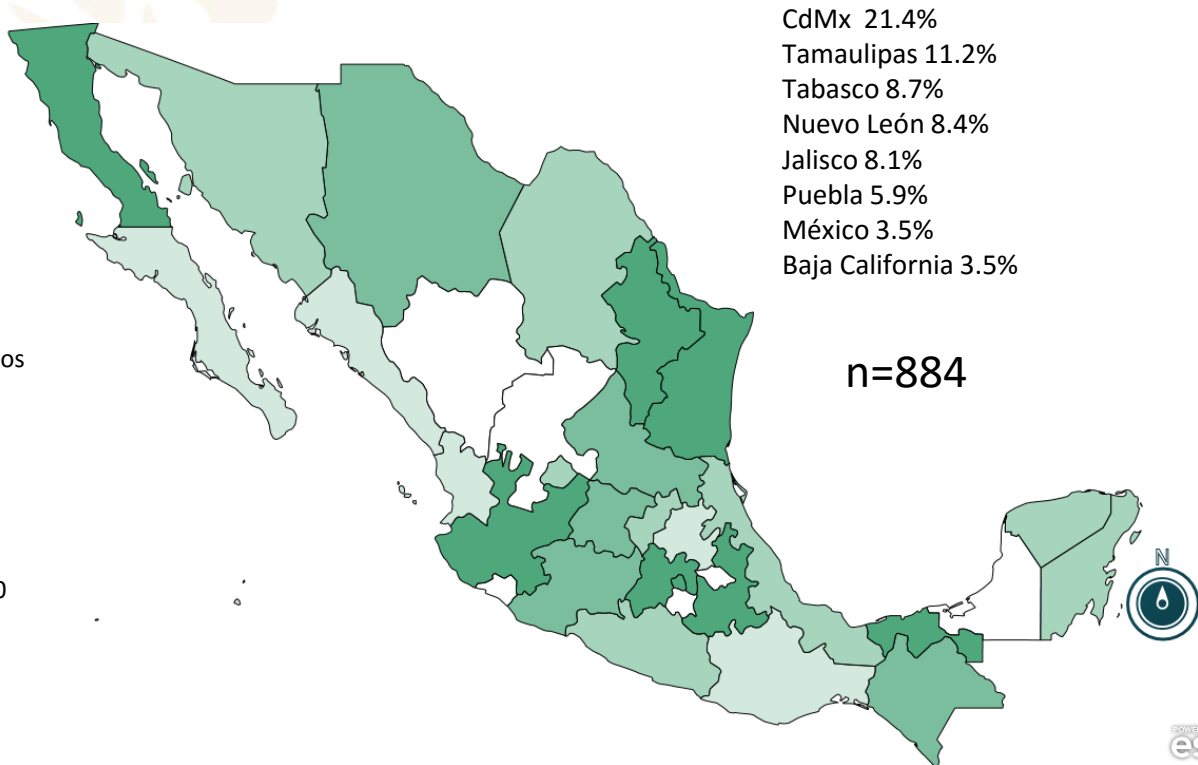 CdMx 21.4%
Tamaulipas 11.2%
Tabasco 8.7%
Nuevo León 8.4%
Jalisco 8.1%
Puebla 5.9%
México 3.5%
Baja California 3.5%
os
n=884
N
0